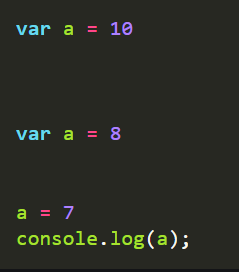 var a = 10
var a = 8
a = 7
console.log(a);